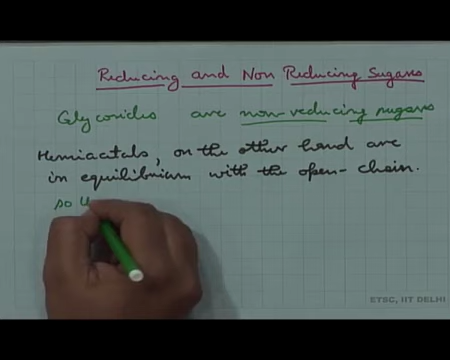 Reducing and Non Reducing Sugars
Glycosides are non-reducing sugars
Hemiacetals, on the other hand are
in equilibrium with the open-chain.
so
ETSC, IIT DELHI